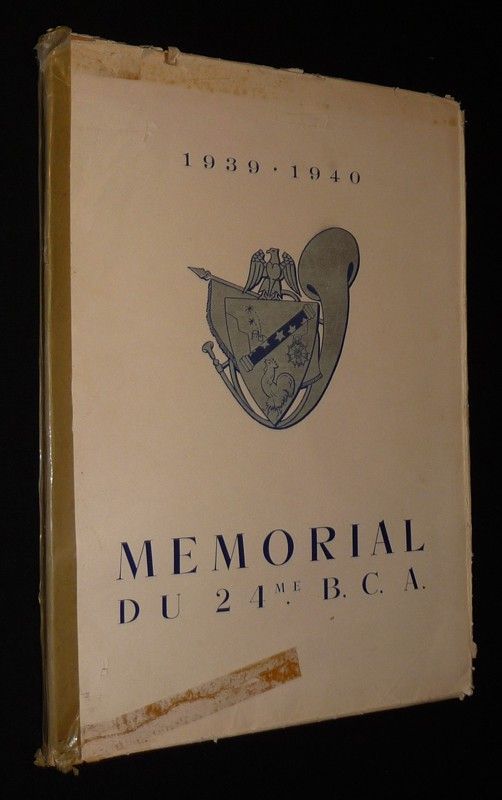 1939 · 1940
MEMORIAL
DU 24ME. B. C. A.